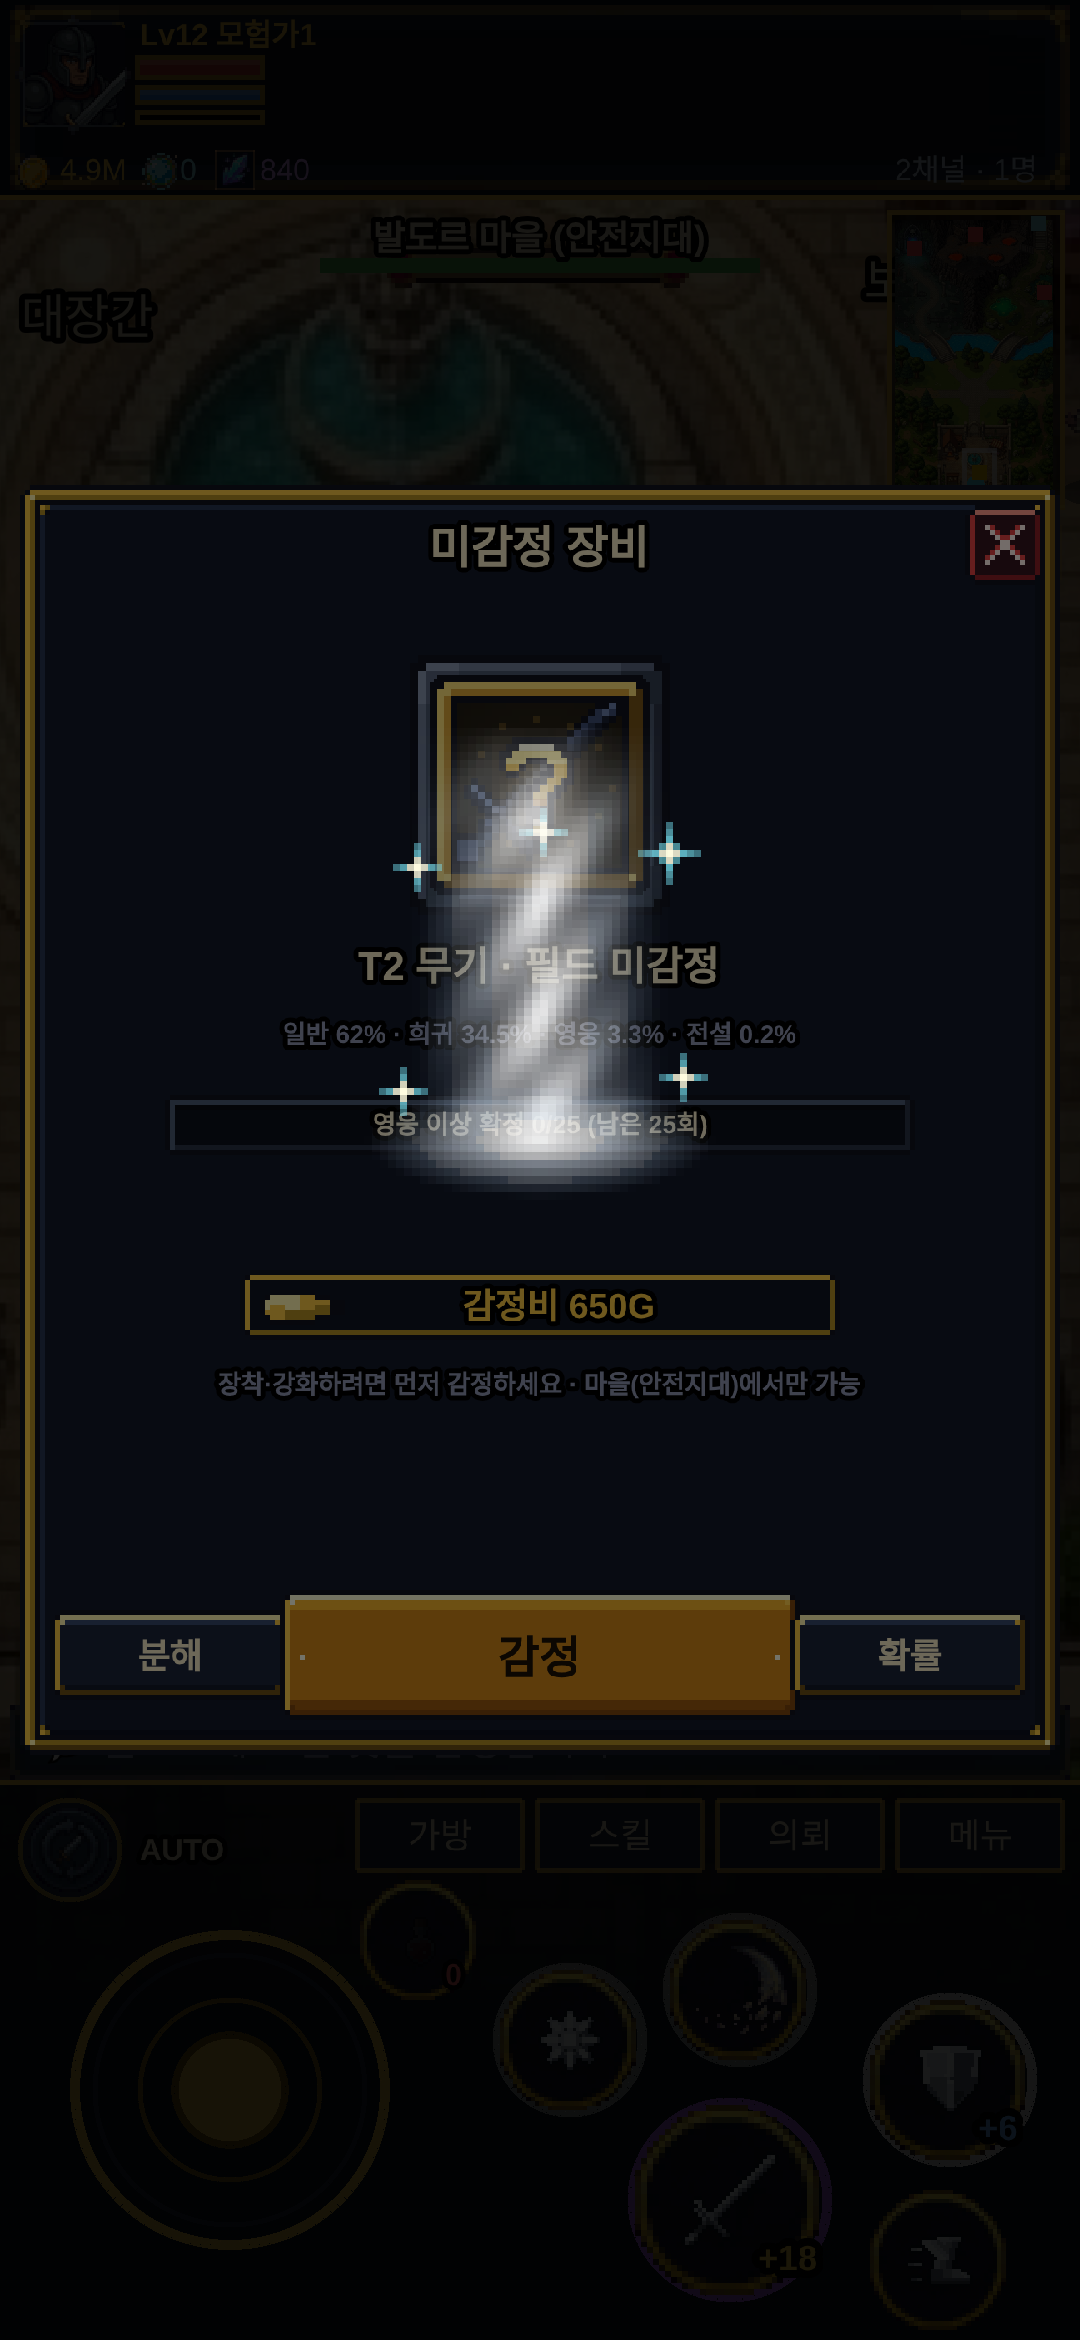 Lv12 모험가1
4.9M 0 840 2채널 · 1명
발도르 마을 (안전지대)
대장간
미감정 장비
?
T2 무기 · 필드 미감정
일반 62% · 희귀 34.5% · 영웅 3.3% · 전설 0.2%
영웅 이상 확정 0/25 (남은 25회)
감정비 650G
장착·강화하려면 먼저 감정하세요 · 마을(안전지대)에서만 가능
분해 감정 확률
AUTO 가방 스킬 의뢰 메뉴
0
+6
+18